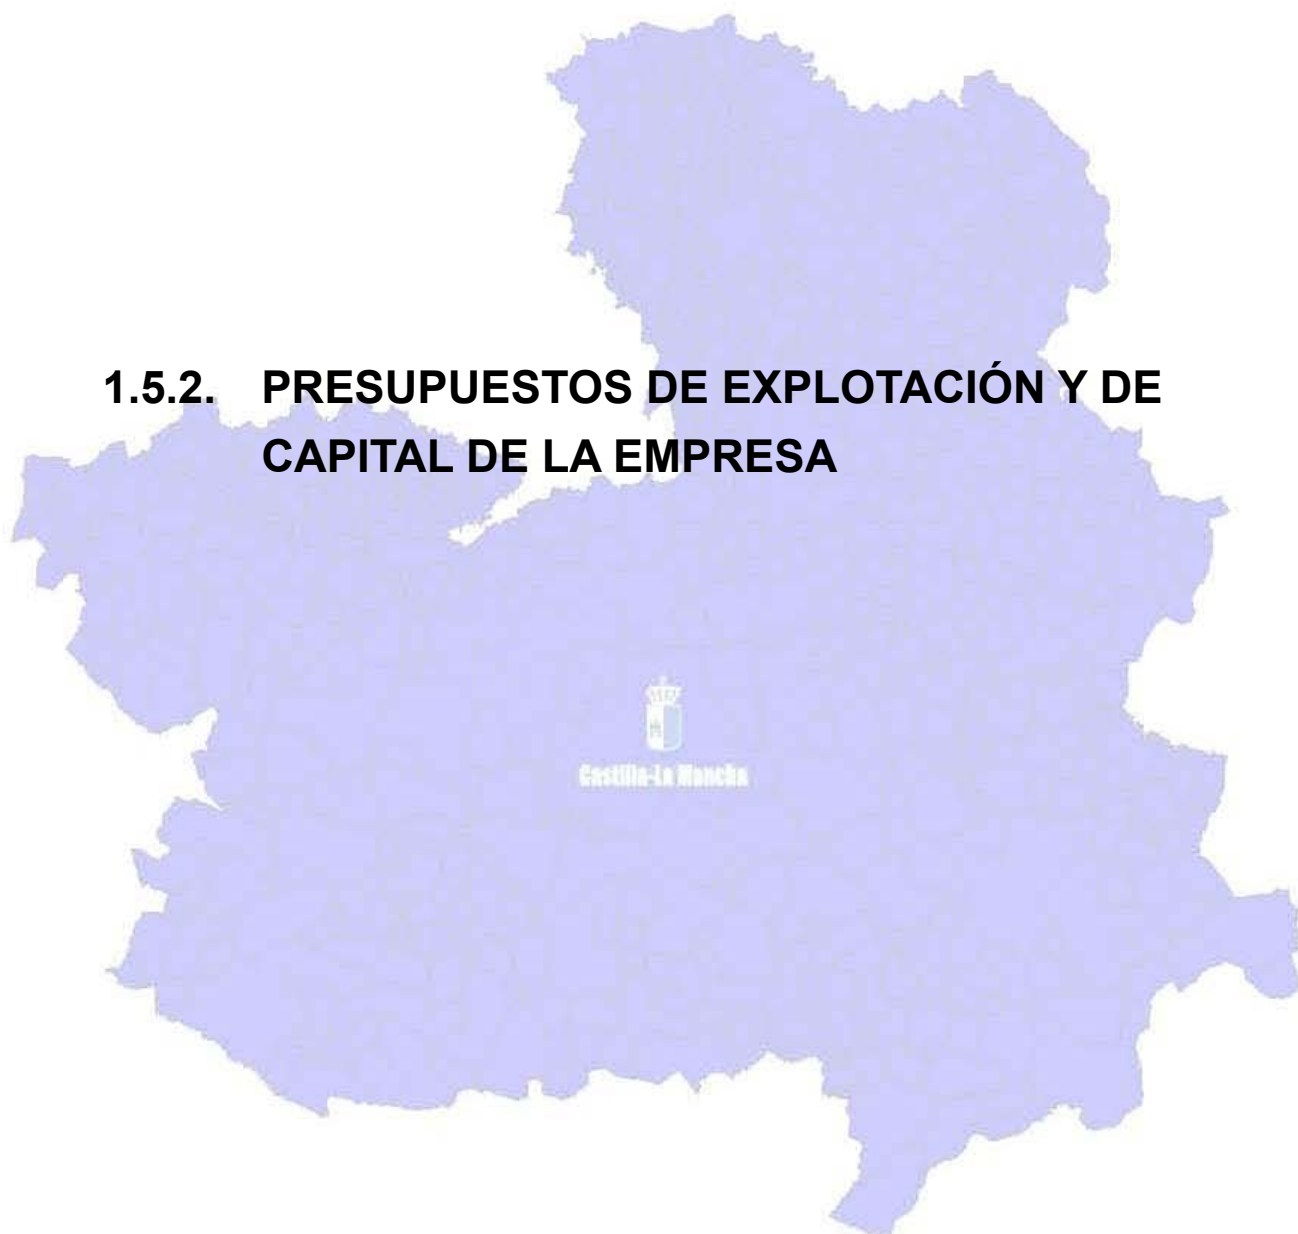 1.5.2. PRESUPUESTOS DE EXPLOTACIÓN Y DE
CAPITAL DE LA EMPRESA
Castilla-La Mancha